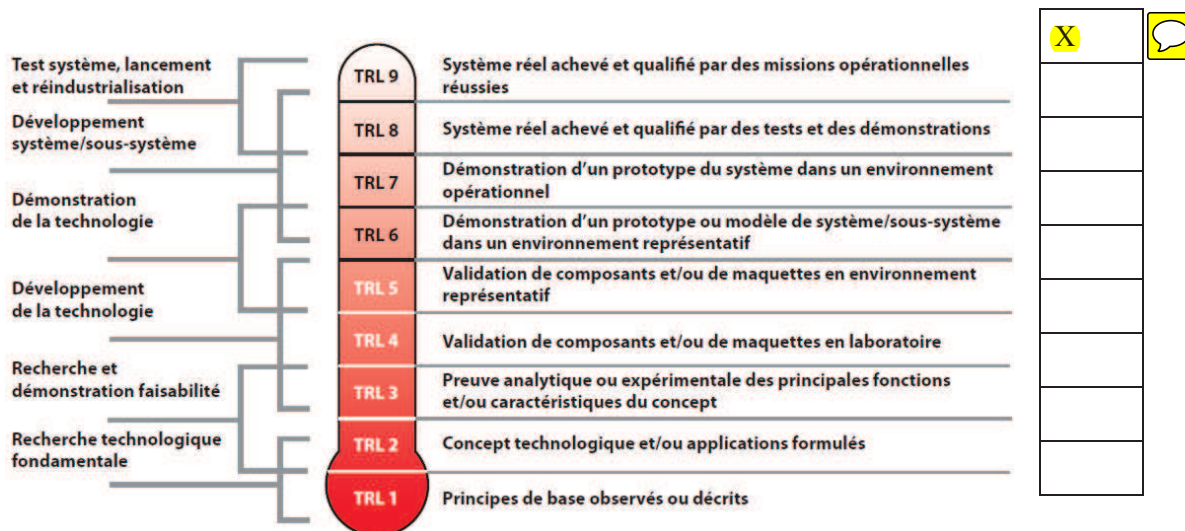 X
Test système, lancement
et réindustrialisation
Développement
système/sous-système
Démonstration
de la technologie
Développement
de la technologie
Recherche et
démonstration faisabilité
Recherche technologique
fondamentale
TRL 9
Système réel achevé et qualifié par des missions opérationnelles
réussies
TRL 8
Système réel achevé et qualifié par des tests et des démonstrations
TRL 7
Démonstration d'un prototype du système dans un environnement
opérationnel
TRL 6
Démonstration d'un prototype ou modèle de système/sous-système
dans un environnement représentatif
TRL 5
Validation de composants et/ou de maquettes en environnement
représentatif
TRL 4
Validation de composants et/ou de maquettes en laboratoire
TRL 3
Preuve analytique ou expérimentale des principales fonctions
et/ou caractéristiques du concept
TRL 2
Concept technologique et/ou applications formulés
TRL 1
Principes de base observés ou décrits